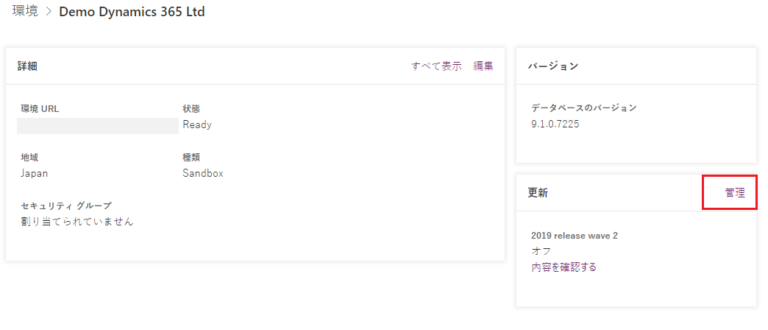 環境 > Demo Dynamics 365 Ltd
詳細 すべて表示 編集
環境 URL 状態
Ready
地域 種類
Japan Sandbox
セキュリティ グループ
割り当てられていません
バージョン
データベースのバージョン
9.1.0.7225
更新 管理
2019 release wave 2
オフ
内容を確認する